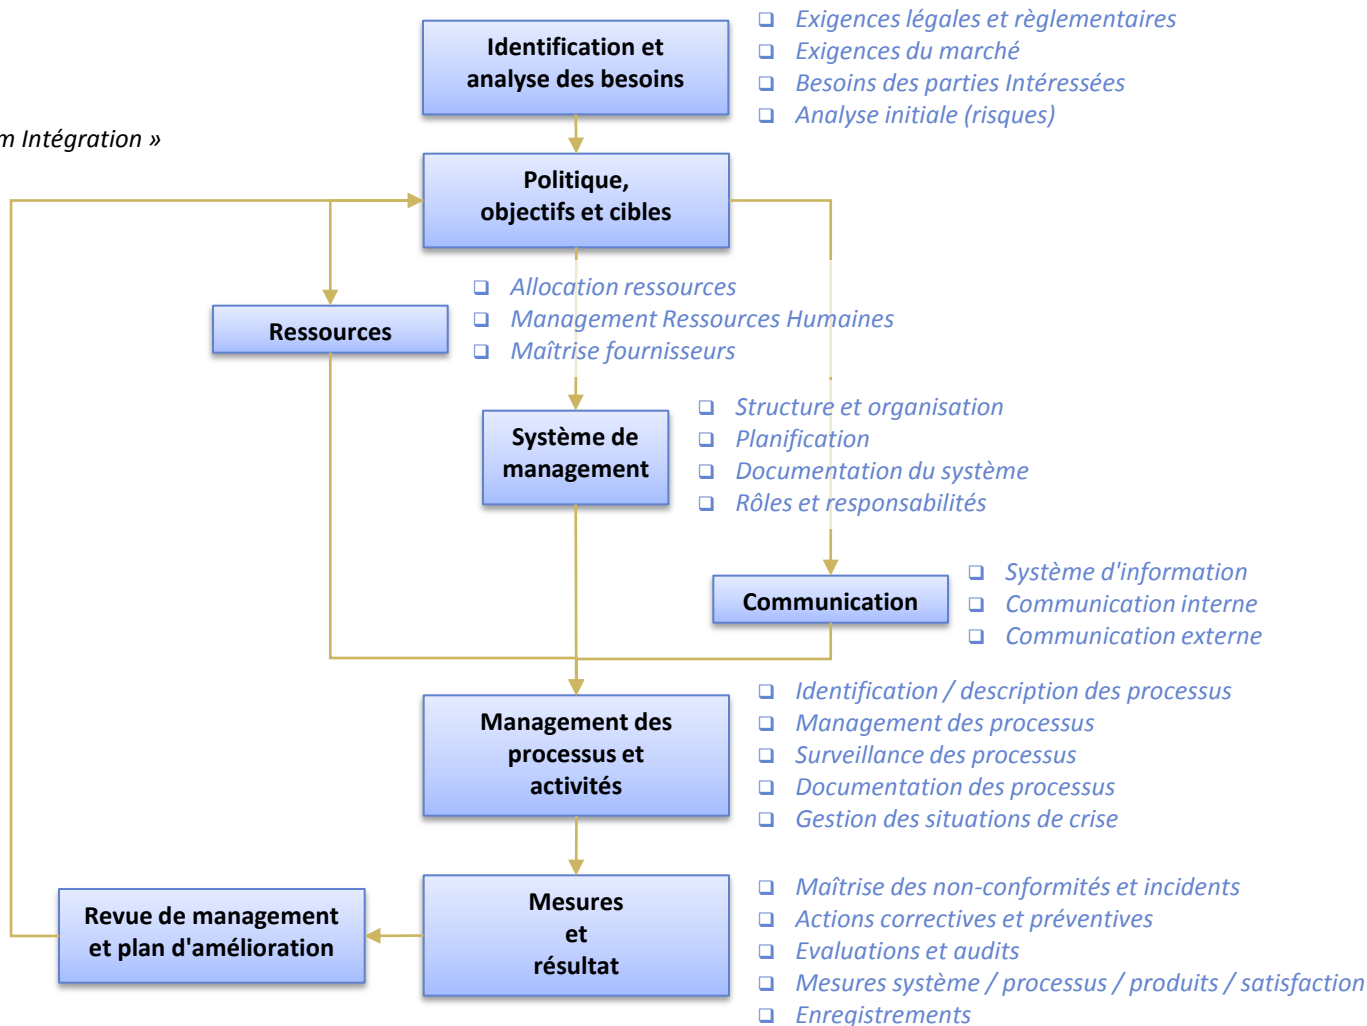 Identification et
analyse des besoins
❑ Exigences légales et règlementaires
❑ Exigences du marché
❑ Besoins des parties Intéressées
❑ Analyse initiale (risques)
m Intégration »
Politique,
objectifs et cibles
Ressources
❑ Allocation ressources
❑ Management Ressources Humaines
❑ Maîtrise fournisseurs
Système de
management
❑ Structure et organisation
❑ Planification
❑ Documentation du système
❑ Rôles et responsabilités
Communication
❑ Système d'information
❑ Communication interne
❑ Communication externe
Management des
processus et
activités
❑ Identification / description des processus
❑ Management des processus
❑ Surveillance des processus
❑ Documentation des processus
❑ Gestion des situations de crise
Revue de management
et plan d'amélioration
Mesures
et
résultat
❑ Maîtrise des non-conformités et incidents
❑ Actions correctives et préventives
❑ Evaluations et audits
❑ Mesures système / processus / produits / satisfaction
❑ Enregistrements